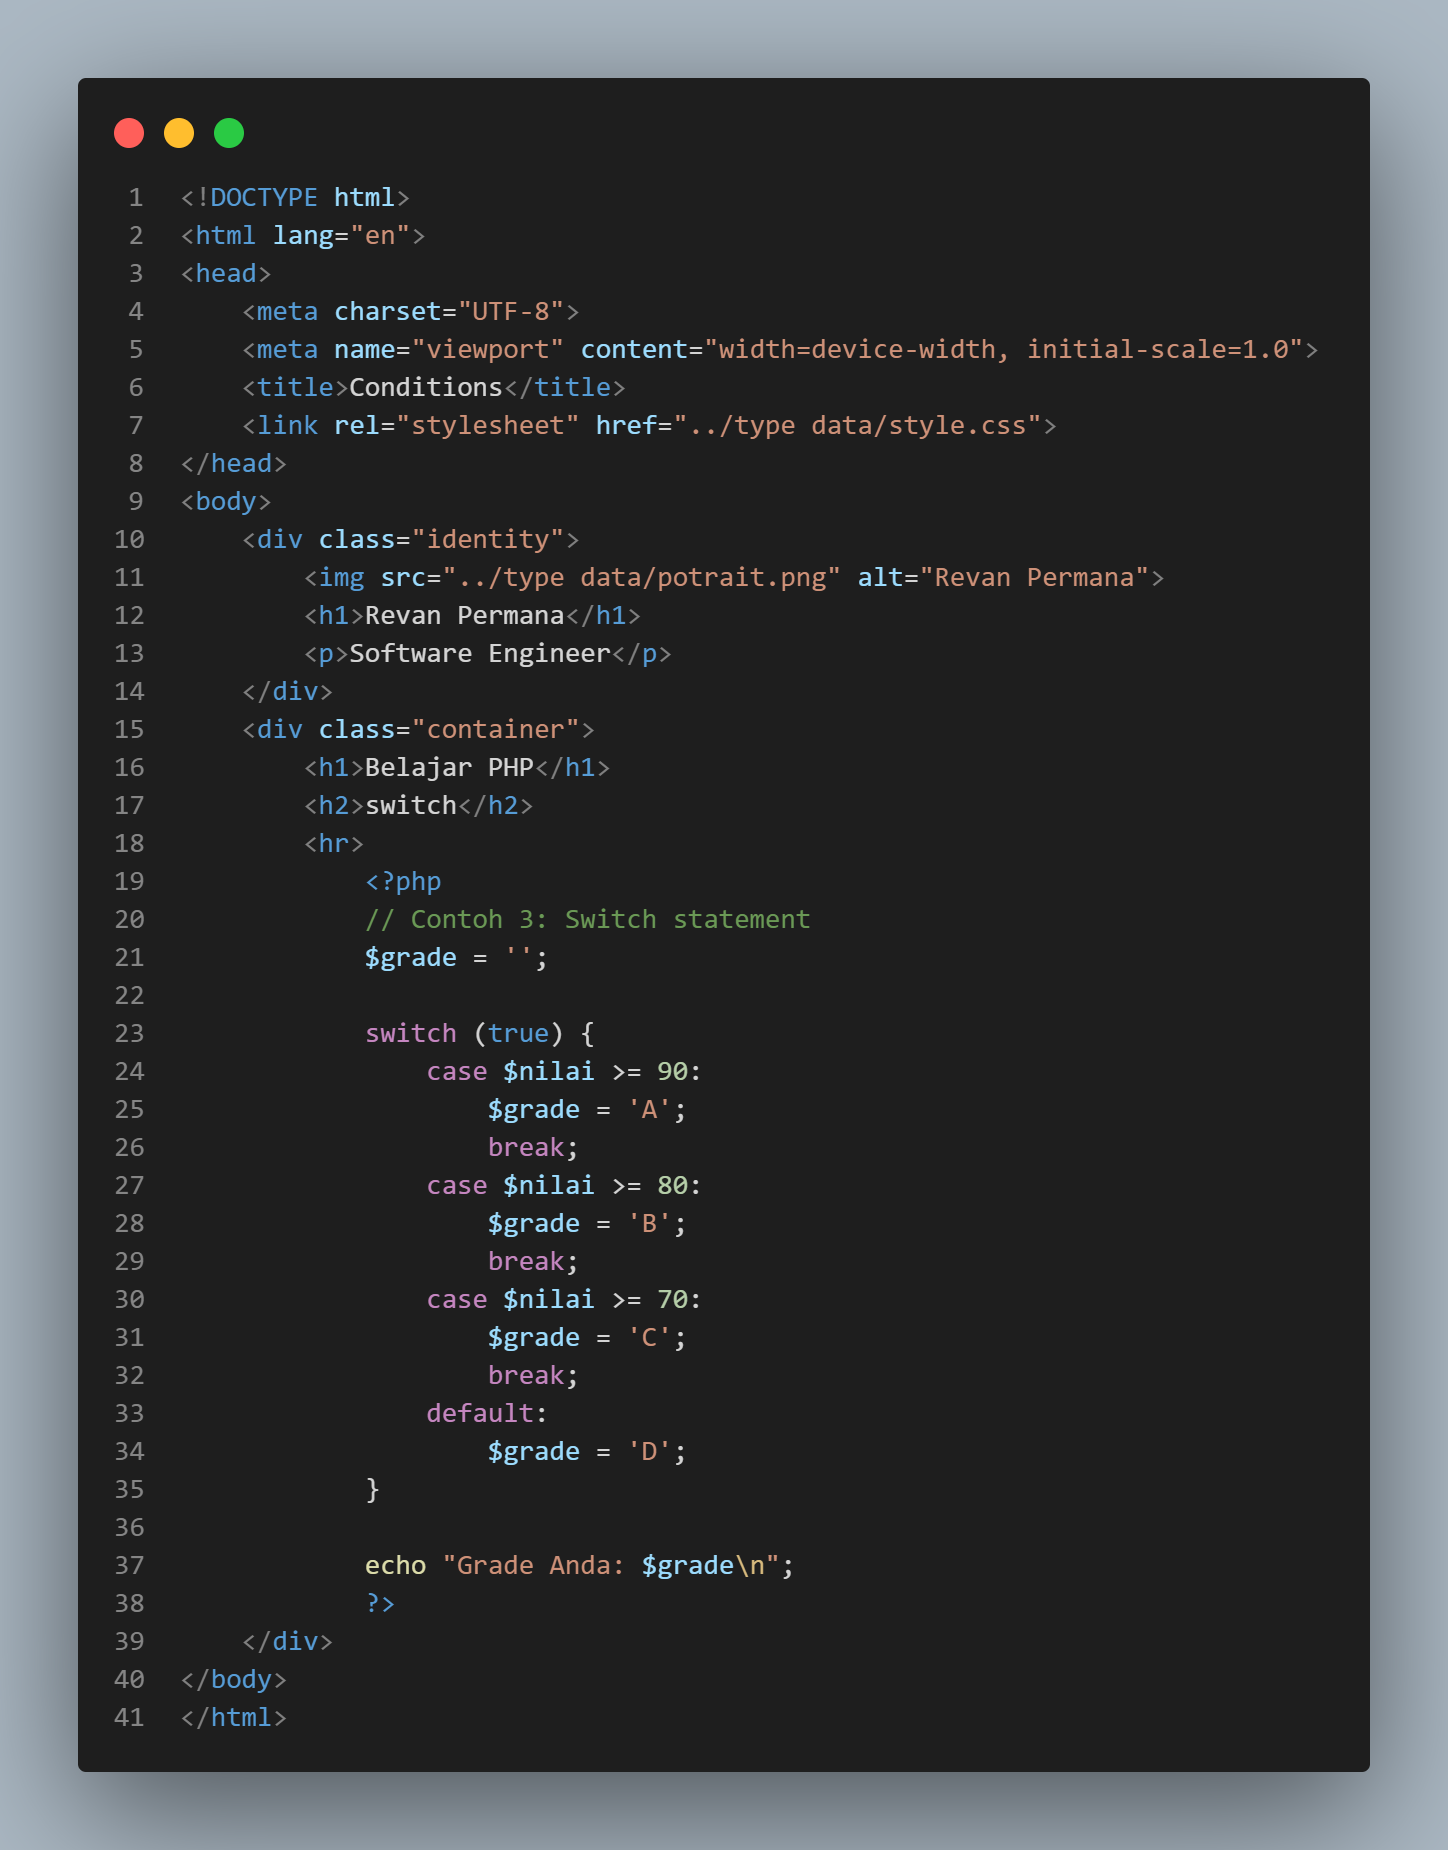 1 <!DOCTYPE html>
2 <html lang="en">
3 <head>
4     <meta charset="UTF-8">
5     <meta name="viewport" content="width=device-width, initial-scale=1.0">
6     <title>Conditions</title>
7     <link rel="stylesheet" href="../type data/style.css">
8 </head>
9 <body>
10     <div class="identity">
11         <img src="../type data/potrait.png" alt="Revan Permana">
12         <h1>Revan Permana</h1>
13         <p>Software Engineer</p>
14     </div>
15     <div class="container">
16         <h1>Belajar PHP</h1>
17         <h2>switch</h2>
18         <hr>
19             <?php
20             // Contoh 3: Switch statement
21             $grade = '';
22
23             switch (true) {
24                 case $nilai >= 90:
25                     $grade = 'A';
26                     break;
27                 case $nilai >= 80:
28                     $grade = 'B';
29                     break;
30                 case $nilai >= 70:
31                     $grade = 'C';
32                     break;
33                 default:
34                     $grade = 'D';
35             }
36
37             echo "Grade Anda: $grade\n";
38             ?>
39     </div>
40 </body>
41 </html>